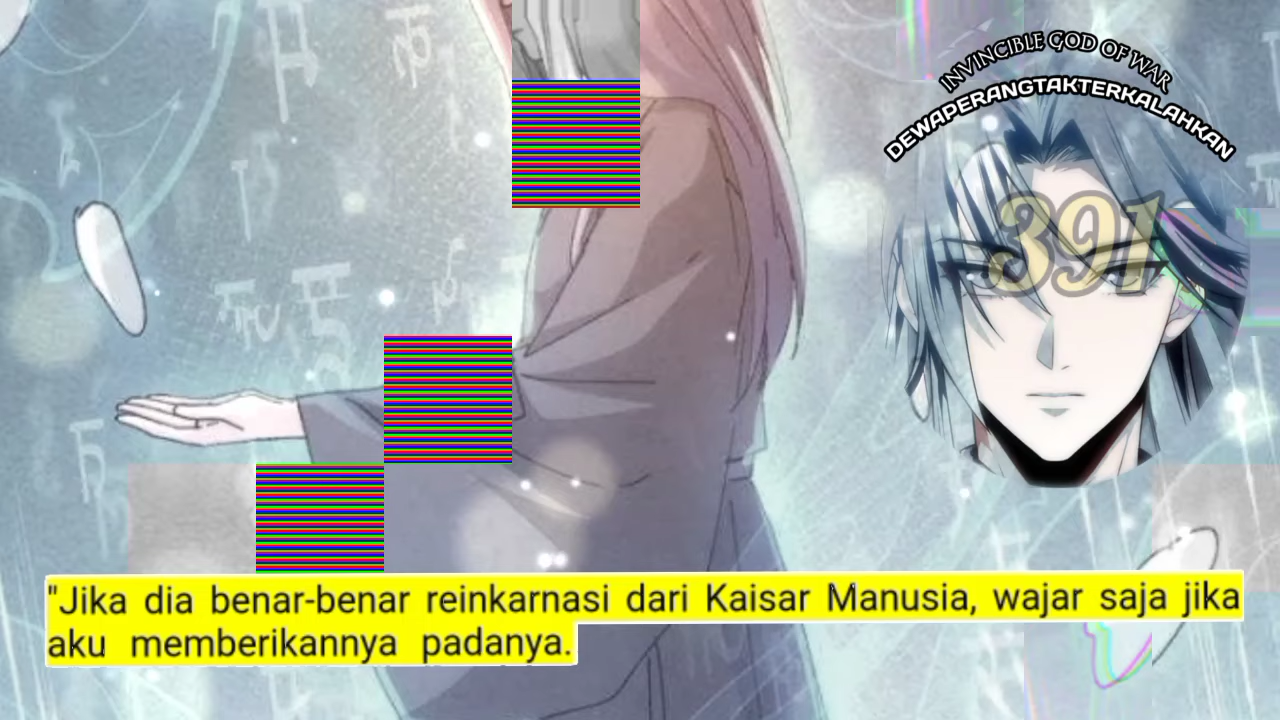 INVINCIBLE GOD OF WAR
DEWAPERANGTAKTERKALAHKAN
391
"Jika dia benar-benar reinkarnasi dari Kaisar Manusia, wajar saja jika
aku memberikannya padanya.